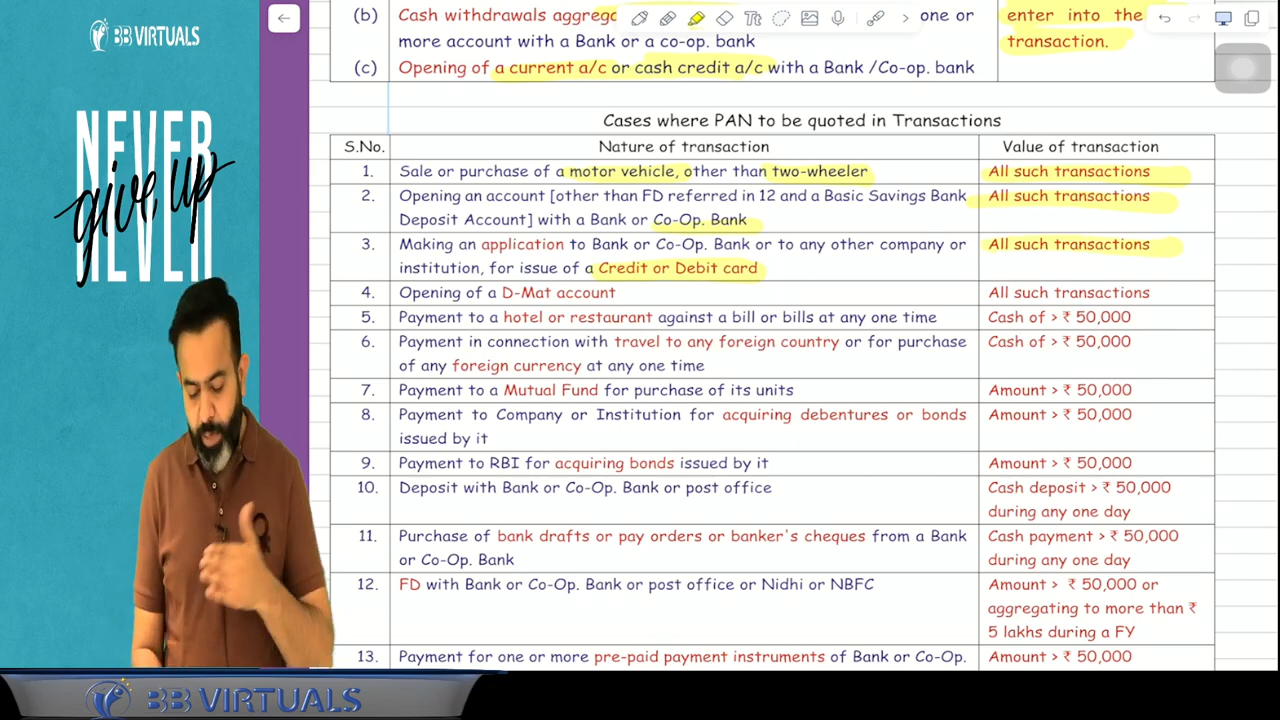 BB VIRTUALS
NEVER
give up
NEVER
(b) Cash withdrawals one or
more account with a Bank or a co-op. bank
(c) Opening of a current a/c or cash credit a/c with a Bank /Co-op. bank
enter into the
transaction.
Cases where PAN to be quoted in Transactions
S.No. Nature of transaction Value of transaction
1. Sale or purchase of a motor vehicle, other than two-wheeler All such transactions
2. Opening an account [other than FD referred in 12 and a Basic Savings Bank All such transactions
Deposit Account] with a Bank or Co-Op. Bank
3. Making an application to Bank or Co-Op. Bank or to any other company or All such transactions
institution, for issue of a Credit or Debit card
4. Opening of a D-Mat account All such transactions
5. Payment to a hotel or restaurant against a bill or bills at any one time Cash of > ₹ 50,000
6. Payment in connection with travel to any foreign country or for purchase Cash of > ₹ 50,000
of any foreign currency at any one time
7. Payment to a Mutual Fund for purchase of its units Amount > ₹ 50,000
8. Payment to Company or Institution for acquiring debentures or bonds Amount > ₹ 50,000
issued by it
9. Payment to RBI for acquiring bonds issued by it Amount > ₹ 50,000
10. Deposit with Bank or Co-Op. Bank or post office Cash deposit > ₹ 50,000
during any one day
11. Purchase of bank drafts or pay orders or banker's cheques from a Bank Cash payment > ₹ 50,000
or Co-Op. Bank during any one day
12. FD with Bank or Co-Op. Bank or post office or Nidhi or NBFC Amount > ₹ 50,000 or
aggregating to more than ₹
5 lakhs during a FY
13. Payment for one or more pre-paid payment instruments of Bank or Co-Op. Amount > ₹ 50,000
BB VIRTUALS